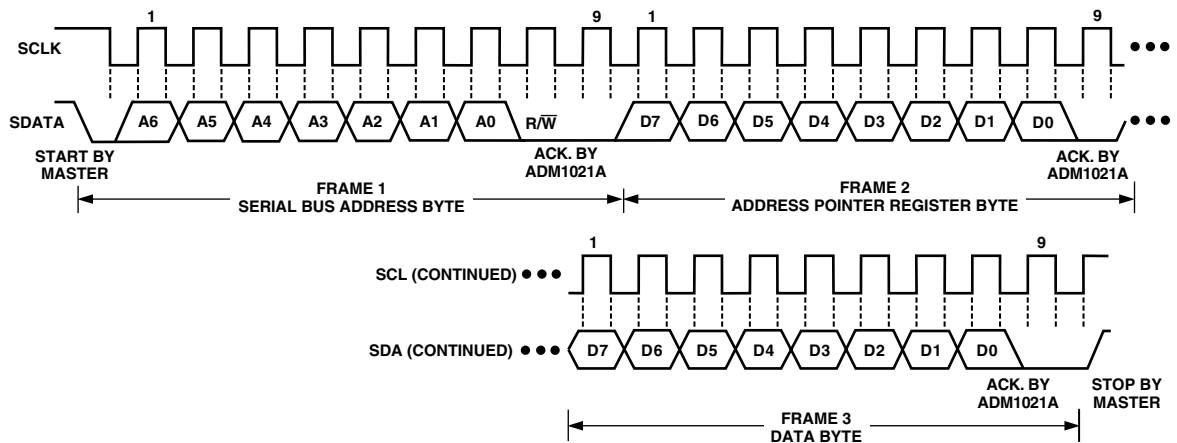 1 9 1 9
SCLK
SDATA A6 A5 A4 A3 A2 A1 A0 R/W̅ D7 D6 D5 D4 D3 D2 D1 D0
START BY
MASTER
ACK. BY
ADM1021A
ACK. BY
ADM1021A
FRAME 1
SERIAL BUS ADDRESS BYTE
FRAME 2
ADDRESS POINTER REGISTER BYTE
1 9
SCL (CONTINUED)
SDA (CONTINUED) D7 D6 D5 D4 D3 D2 D1 D0
ACK. BY
ADM1021A
STOP BY
MASTER
FRAME 3
DATA BYTE